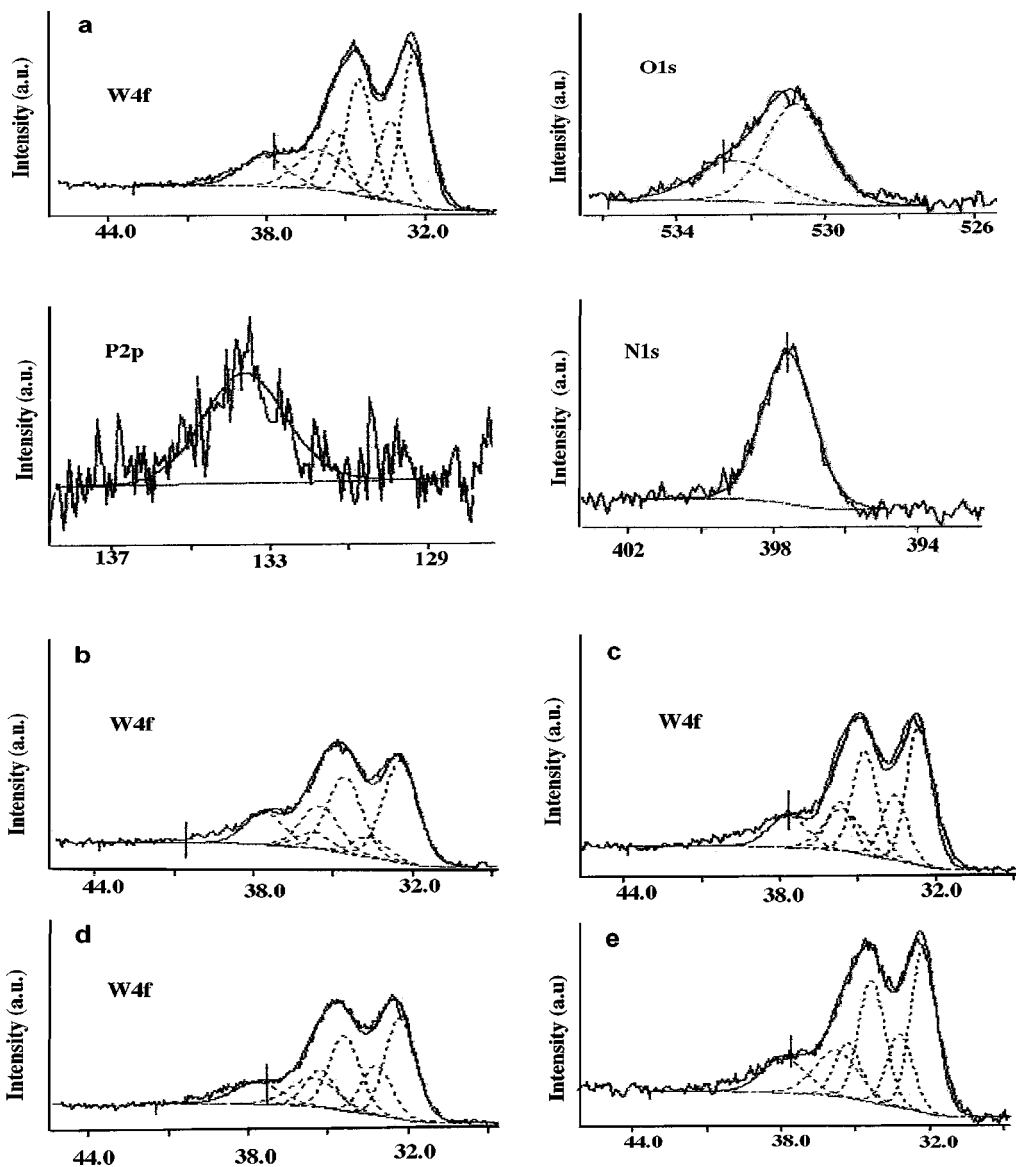 a
Intensity (a.u.)
W4f
44.0 38.0 32.0
Intensity (a.u.)
O1s
534 530 526
Intensity (a.u.)
P2p
137 133 129
Intensity (a.u.)
N1s
402 398 394
b
Intensity (a.u.)
W4f
44.0 38.0 32.0
c
Intensity (a.u.)
W4f
44.0 38.0 32.0
d
Intensity (a.u.)
W4f
44.0 38.0 32.0
e
Intensity (a.u)
44.0 38.0 32.0